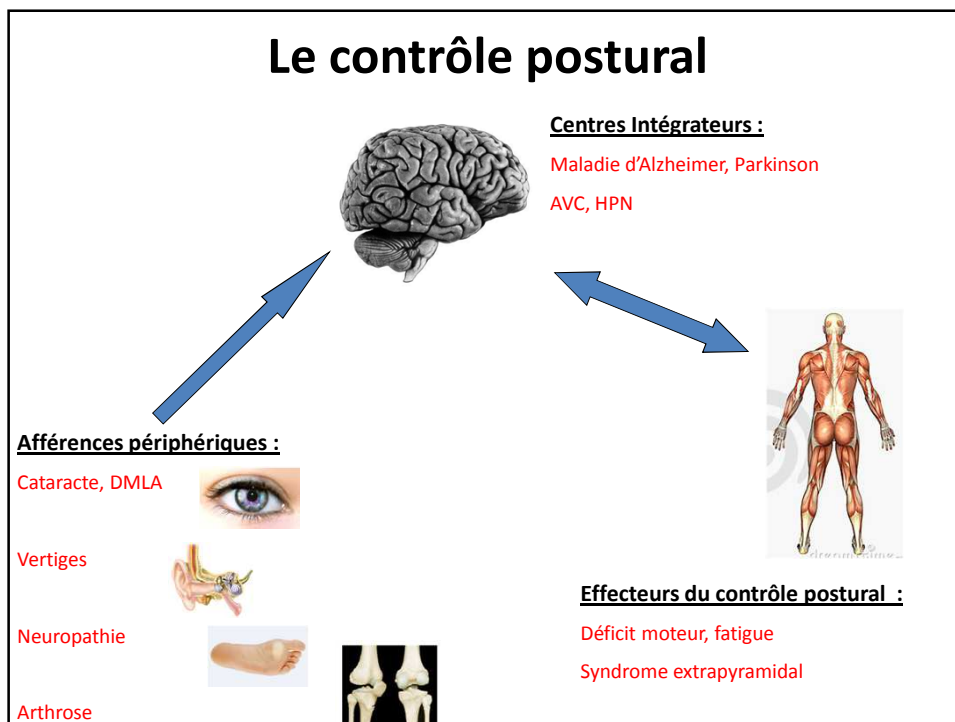 Le contrôle postural
Centres Intégrateurs :
Maladie d'Alzheimer, Parkinson
AVC, HPN
Afférences périphériques :
Cataracte, DMLA
Vertiges
Neuropathie
Arthrose
Effecteurs du contrôle postural :
Déficit moteur, fatigue
Syndrome extrapyramidal